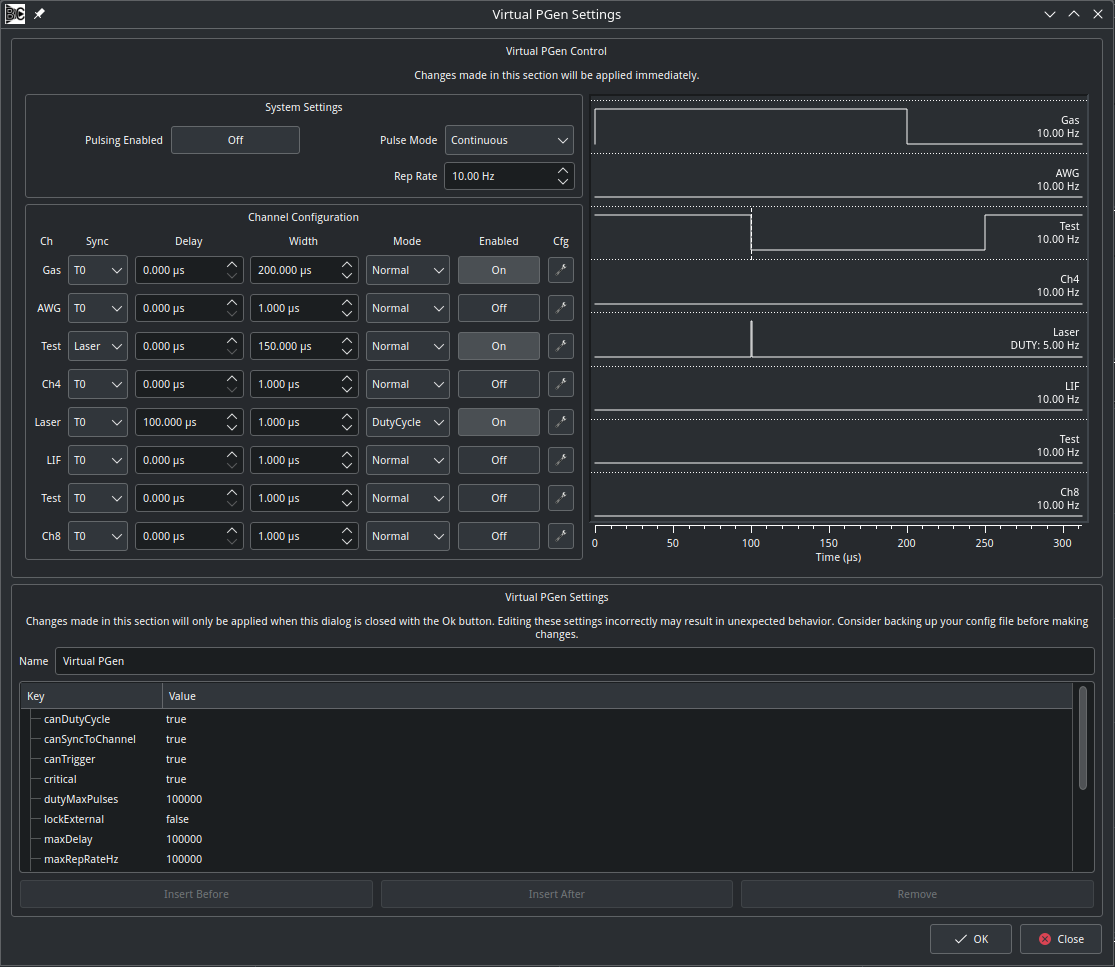 BC
Virtual PGen Settings
Virtual PGen Control
Changes made in this section will be applied immediately.
System Settings
Pulsing Enabled Off Pulse Mode Continuous
Rep Rate 10.00 Hz
Channel Configuration
Ch Sync Delay Width Mode Enabled Cfg
Gas T0 0.000 µs 200.000 µs Normal On
AWG T0 0.000 µs 1.000 µs Normal Off
Test Laser 0.000 µs 150.000 µs Normal On
Ch4 T0 0.000 µs 1.000 µs Normal Off
Laser T0 100.000 µs 1.000 µs DutyCycle On
LIF T0 0.000 µs 1.000 µs Normal Off
Test T0 0.000 µs 1.000 µs Normal Off
Ch8 T0 0.000 µs 1.000 µs Normal Off
Gas
10.00 Hz
AWG
10.00 Hz
Test
10.00 Hz
Ch4
10.00 Hz
Laser
DUTY: 5.00 Hz
LIF
10.00 Hz
Test
10.00 Hz
Ch8
10.00 Hz
0 50 100 150 200 250 300
Time (µs)
Virtual PGen Settings
Changes made in this section will only be applied when this dialog is closed with the Ok button. Editing these settings incorrectly may result in unexpected behavior. Consider backing up your config file before making
changes.
Name Virtual PGen
Key Value
canDutyCycle true
canSyncToChannel true
canTrigger true
critical true
dutyMaxPulses 100000
lockExternal false
maxDelay 100000
maxRepRateHz 100000
Insert Before Insert After Remove
OK Close